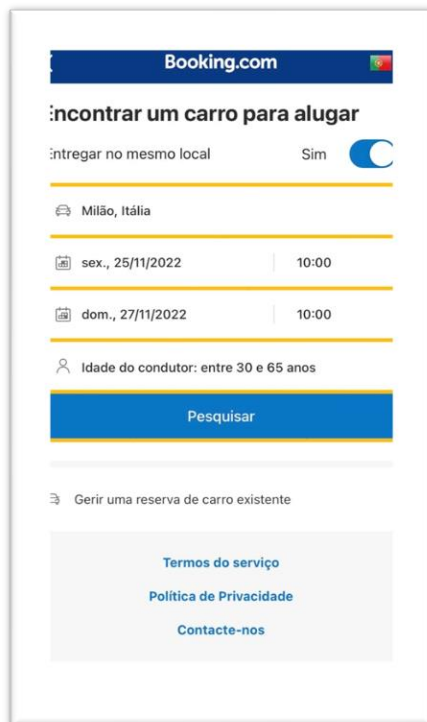 Booking.com
Encontrar um carro para alugar
Entregar no mesmo local Sim
Milão, Itália
sex., 25/11/2022 10:00
dom., 27/11/2022 10:00
Idade do condutor: entre 30 e 65 anos
Pesquisar
Gerir uma reserva de carro existente
Termos do serviço
Política de Privacidade
Contacte-nos